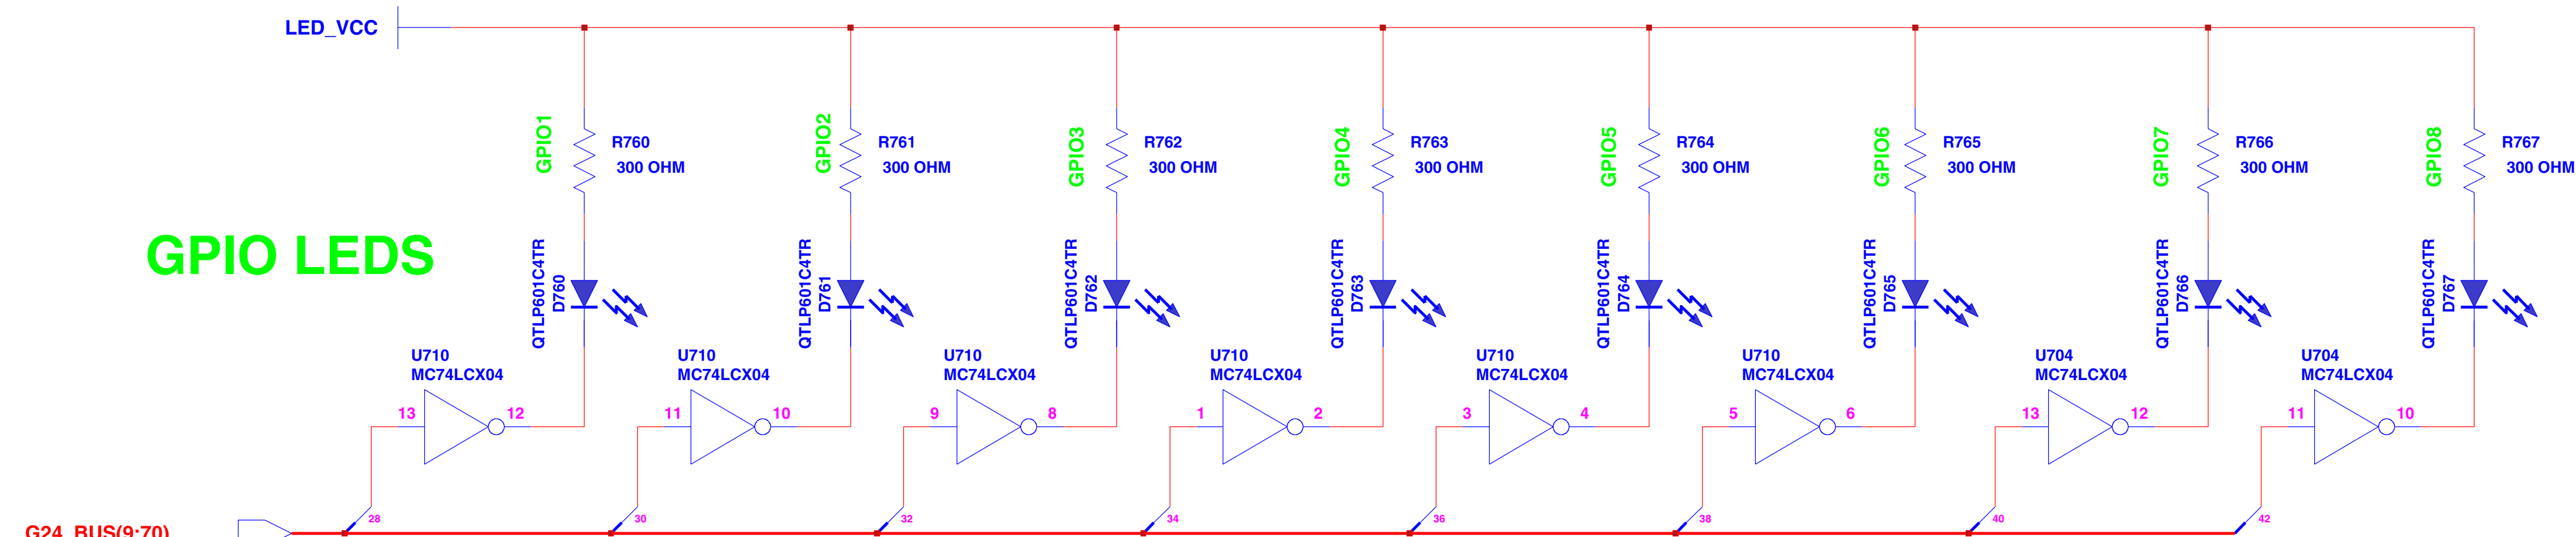 LED_VCC
GPIO1
R760
300 OHM
GPIO2
R761
300 OHM
GPIO3
R762
300 OHM
GPIO4
R763
300 OHM
GPIO5
R764
300 OHM
GPIO6
R765
300 OHM
GPIO7
R766
300 OHM
GPIO8
R767
300 OHM
GPIO LEDS
QTLP601C4TR
D760
QTLP601C4TR
D761
QTLP601C4TR
D762
QTLP601C4TR
D763
QTLP601C4TR
D764
QTLP601C4TR
D765
QTLP601C4TR
D766
QTLP601C4TR
D767
U710
MC74LCX04
13 12
U710
MC74LCX04
11 10
U710
MC74LCX04
9 8
U710
MC74LCX04
1 2
U710
MC74LCX04
3 4
U710
MC74LCX04
5 6
U704
MC74LCX04
13 12
U704
MC74LCX04
11 10
28 30 32 34 36 38 40 42
G24_BUS(9:70)